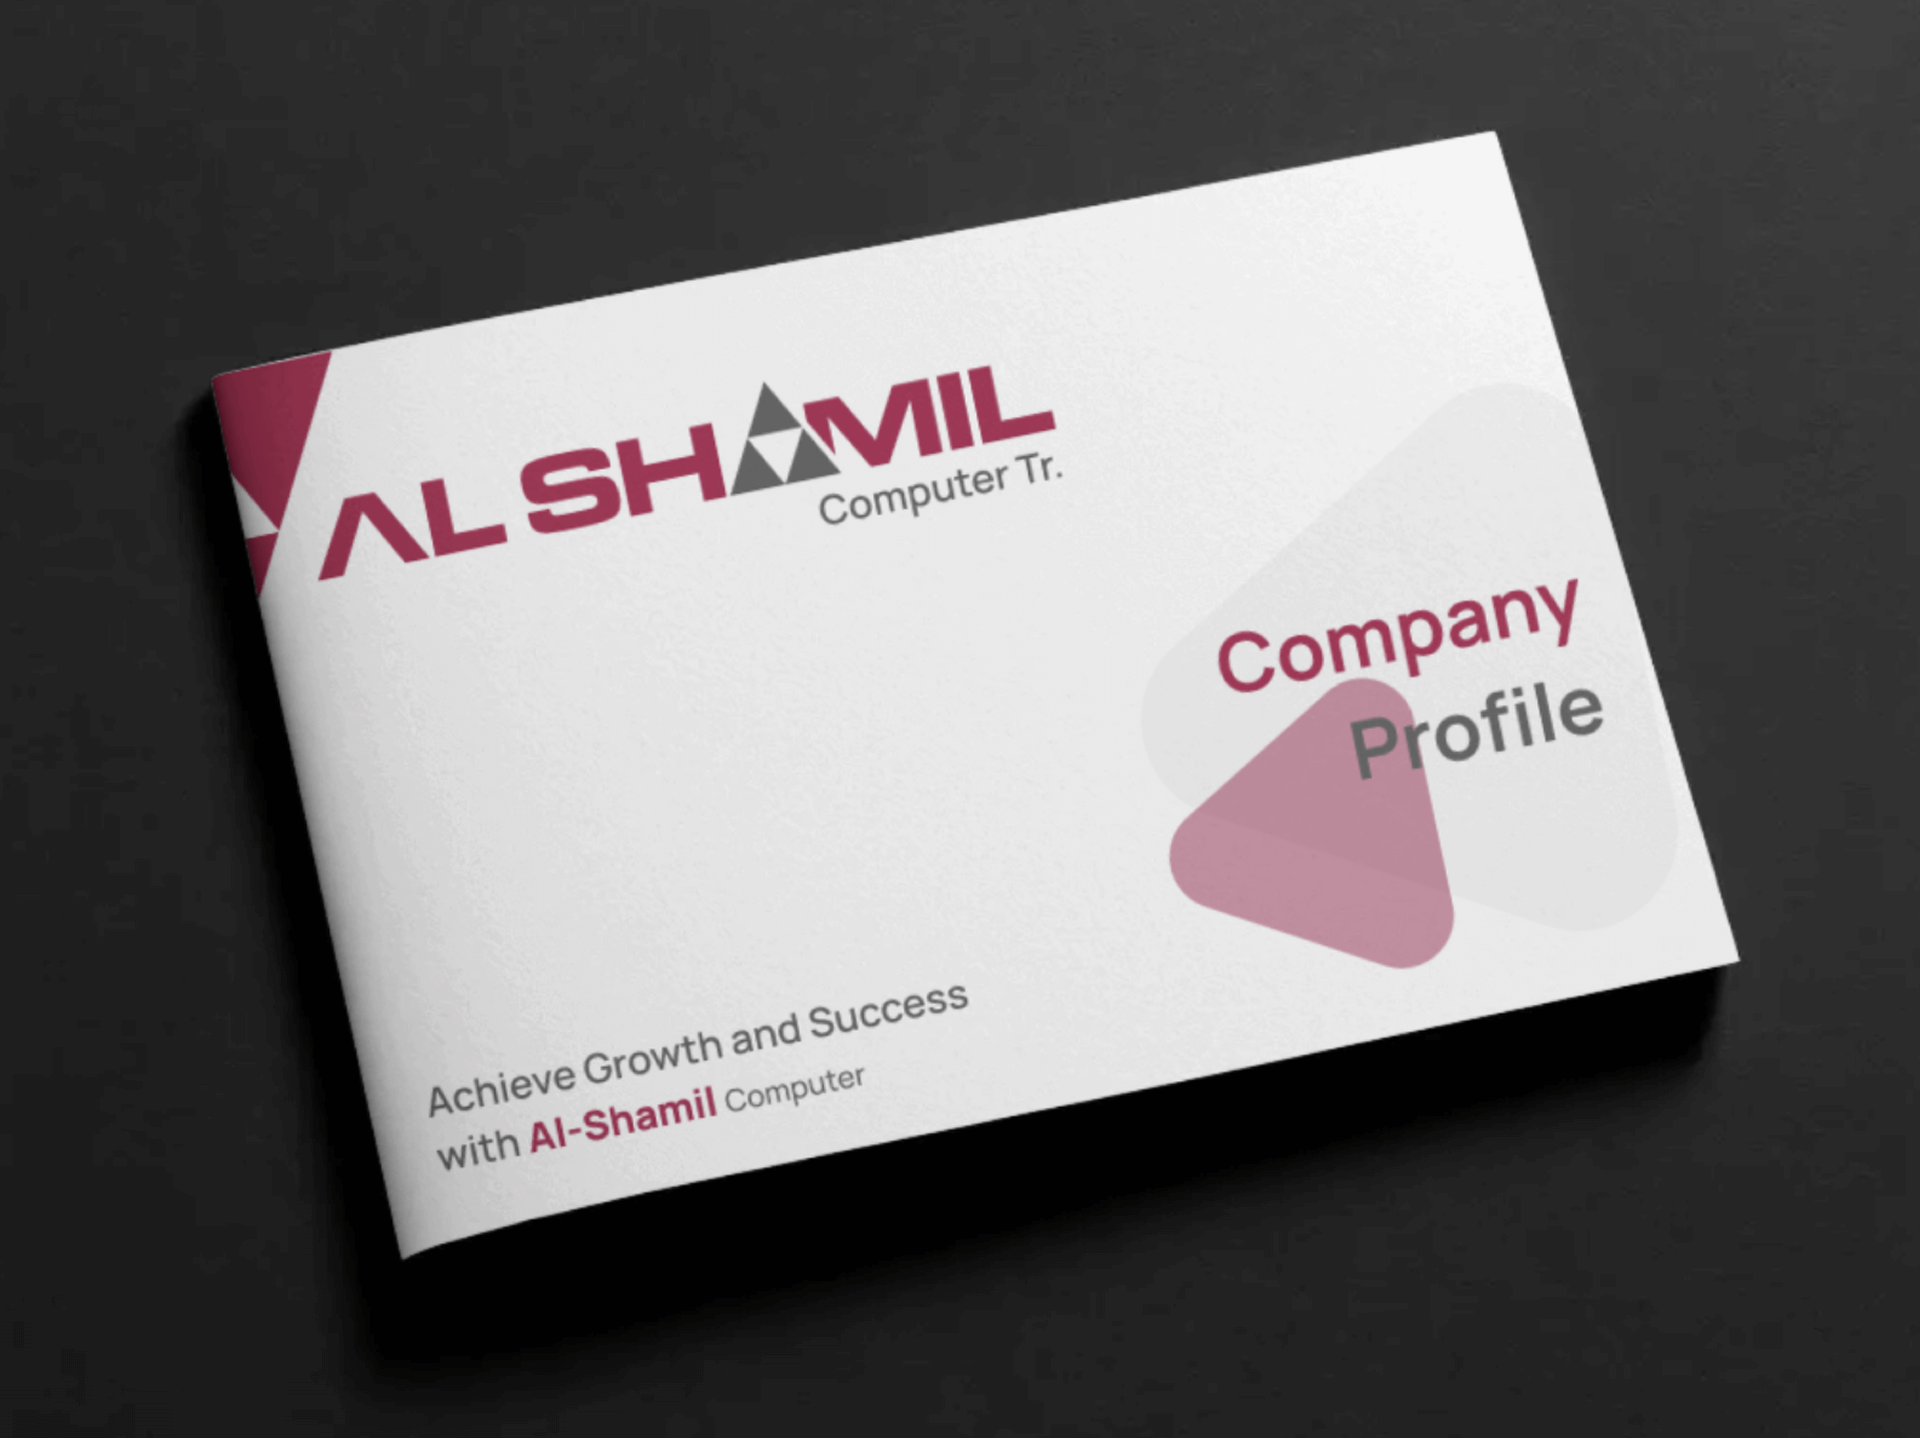 AL SHAMIL
Computer Tr.
Company
Profile
Achieve Growth and Success
with Al-Shamil Computer